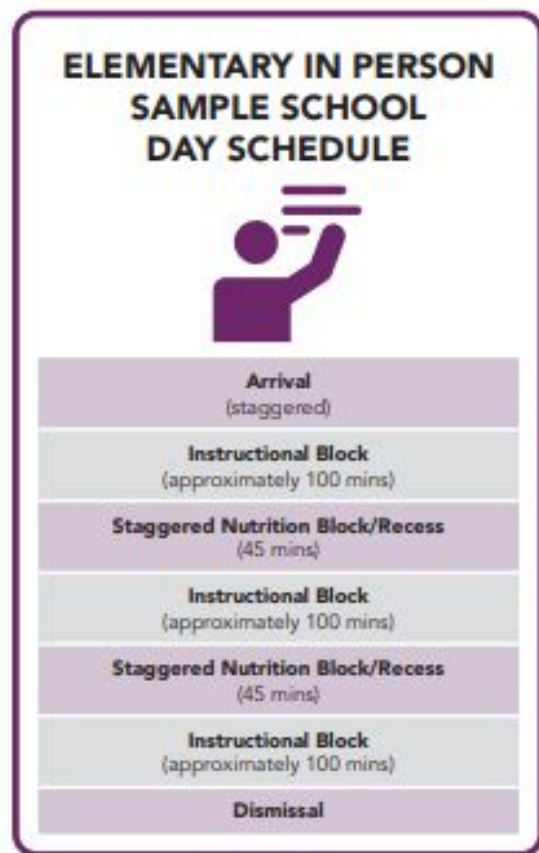 ELEMENTARY IN PERSON
SAMPLE SCHOOL
DAY SCHEDULE
Arrival
(staggered)
Instructional Block
(approximately 100 mins)
Staggered Nutrition Block/Recess
(45 mins)
Instructional Block
(approximately 100 mins)
Staggered Nutrition Block/Recess
(45 mins)
Instructional Block
(approximately 100 mins)
Dismissal